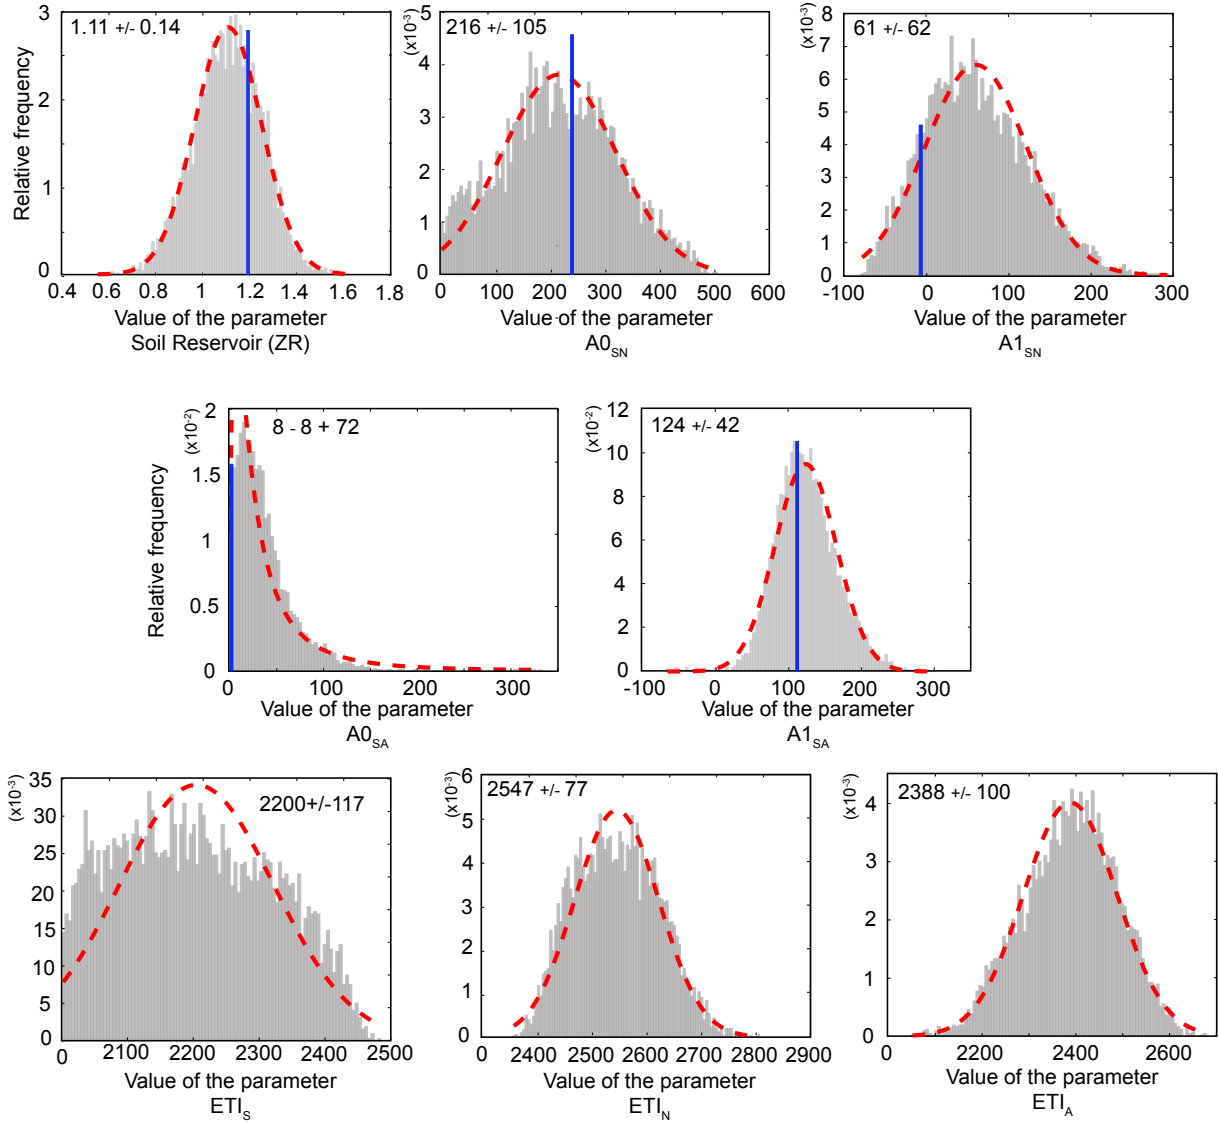 1.11 +/- 0.14
Relative frequency
3
2
1
0
0.4 0.6 0.8 1 1.2 1.4 1.6 1.8
Value of the parameter
Soil Reservoir (ZR)
(x10-3)
216 +/- 105
5
4
3
2
1
0
0 100 200 300 400 500 600
Value of the parameter
A0SN
(x10-3)
61 +/- 62
8
7
6
5
4
3
2
1
0
-100 0 100 200 300
Value of the parameter
A1SN
(x10-2)
8 - 8 + 72
Relative frequency
2
1.5
1
0.5
0
0 100 200 300
Value of the parameter
A0SA
(x10-2)
124 +/- 42
12
10
8
6
4
2
0
-100 0 100 200 300
Value of the parameter
A1SA
(x10-3)
2200+/-117
35
30
25
20
15
10
5
0
0 2100 2200 2300 2400 2500
Value of the parameter
ETIS
(x10-3)
2547 +/- 77
6
5
4
3
2
1
0
0 2400 2500 2600 2700 2800 2900
Value of the parameter
ETIN
(x10-3)
2388 +/- 100
4
3
2
1
0
0 2200 2400 2600
Value of the parameter
ETIA